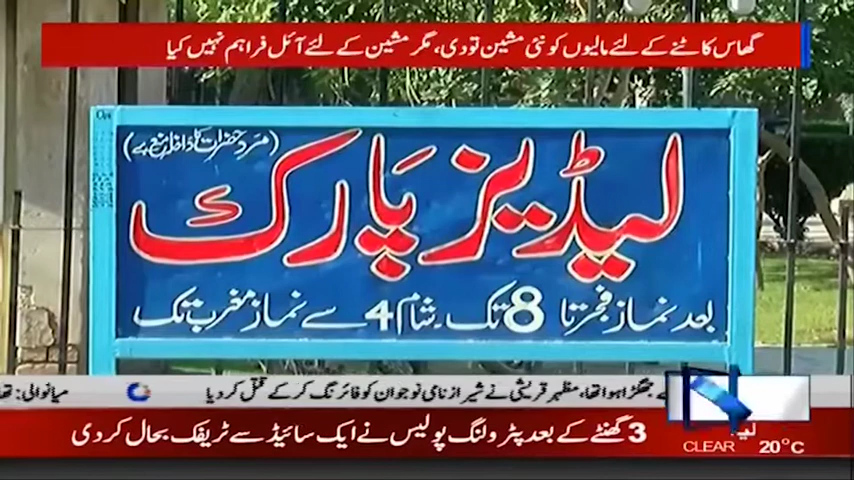 گھاس کاٹنے کے لئے مالیوں کو نئی مشین تو دی، مگر مشین کے لئے آئل فراہم نہیں کیا
(مرد حضرات کا داخلہ منع ہے)
لیڈیز پارک
بعد نماز فجر تا 8 تک ۔ شام 4 سے نماز مغرب تک
جھگڑا ہوا تھا، مظہر قریشی نے شیراز نامی نوجوان کو فائرنگ کر کے قتل کر دیا
میانوالی:
3 گھنٹے کے بعد پٹرولنگ پولیس نے ایک سائیڈ سے ٹریفک بحال کر دی
CLEAR 20°C